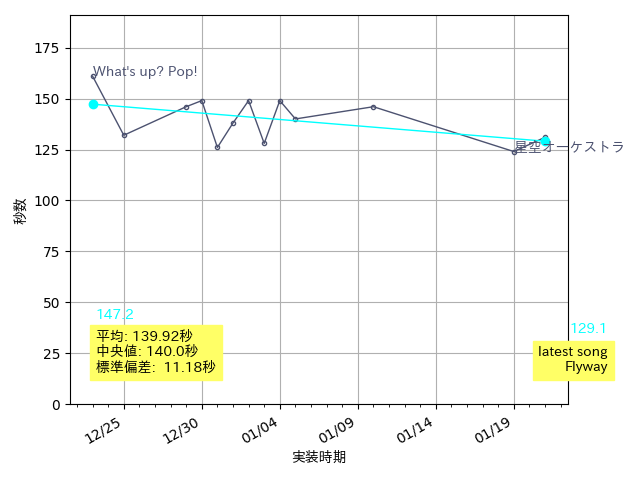 175
What's up? Pop!
150
125
星空オーケストラ
100
秒数
75
50
147.2
129.1
平均: 139.92秒
中央値: 140.0秒
標準偏差: 11.18秒
latest song
Flyway
25
0
12/25
12/30
01/04
01/09
01/14
01/19
実装時期